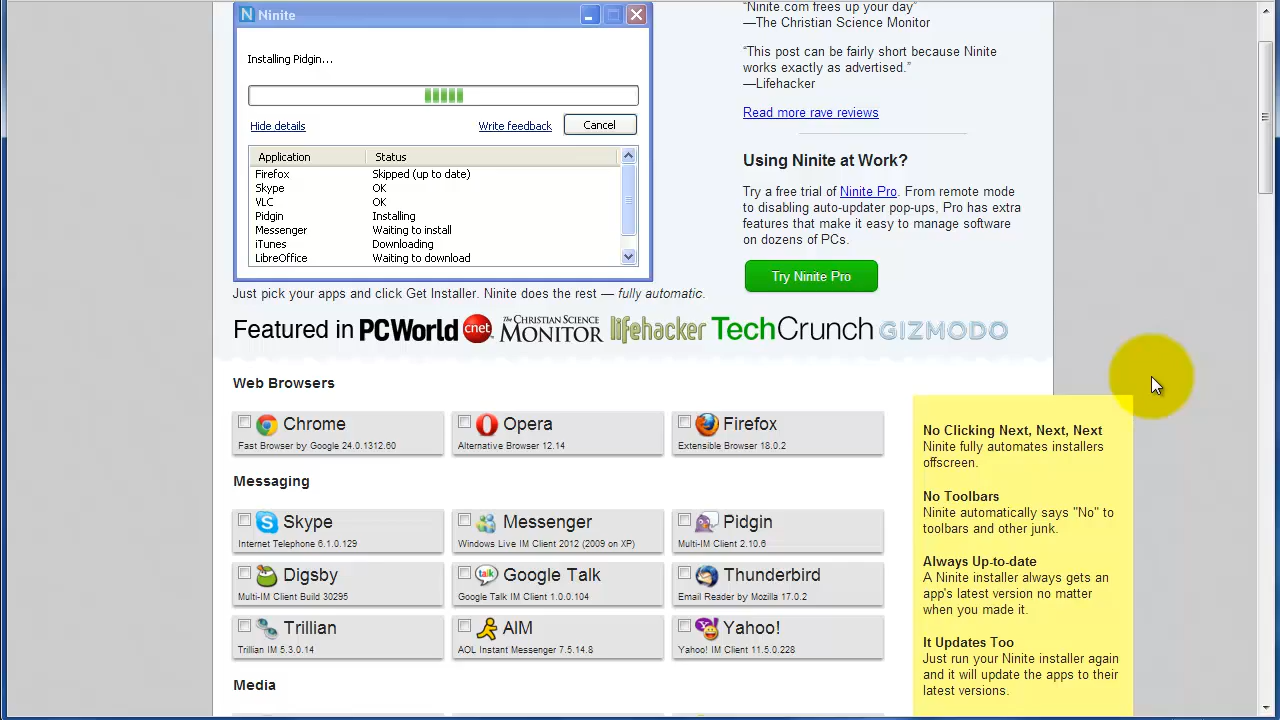 Ninite
Installing Pidgin...
Hide details
Write feedback
Cancel
Application Status
Firefox Skipped (up to date)
Skype OK
VLC OK
Pidgin Installing
Messenger Waiting to install
iTunes Downloading
LibreOffice Waiting to download
Just pick your apps and click Get Installer. Ninite does the rest — fully automatic.
"Ninite.com frees up your day"
—The Christian Science Monitor
“This post can be fairly short because Ninite
works exactly as advertised.”
—Lifehacker
Read more rave reviews
Using Ninite at Work?
Try a free trial of Ninite Pro. From remote mode
to disabling auto-updater pop-ups, Pro has extra
features that make it easy to manage software
on dozens of PCs.
Try Ninite Pro
Featured in PCWorld cnet THE CHRISTIAN SCIENCE MONITOR lifehacker TechCrunch GIZMODO
Web Browsers
Chrome
Fast Browser by Google 24.0.1312.60
Opera
Alternative Browser 12.14
Firefox
Extensible Browser 18.0.2
Messaging
Skype
Internet Telephone 6.1.0.129
Messenger
Windows Live IM Client 2012 (2009 on XP)
Pidgin
Multi-IM Client 2.10.6
Digsby
Multi-IM Client Build 30295
Google Talk
Google Talk IM Client 1.0.0.104
Thunderbird
Email Reader by Mozilla 17.0.2
Trillian
Trillian IM 5.3.0.14
AIM
AOL Instant Messenger 7.5.14.8
Yahoo!
Yahoo! IM Client 11.5.0.228
Media
No Clicking Next, Next, Next
Ninite fully automates installers
offscreen.
No Toolbars
Ninite automatically says "No" to
toolbars and other junk.
Always Up-to-date
A Ninite installer always gets an
app's latest version no matter
when you made it.
It Updates Too
Just run your Ninite installer again
and it will update the apps to their
latest versions.